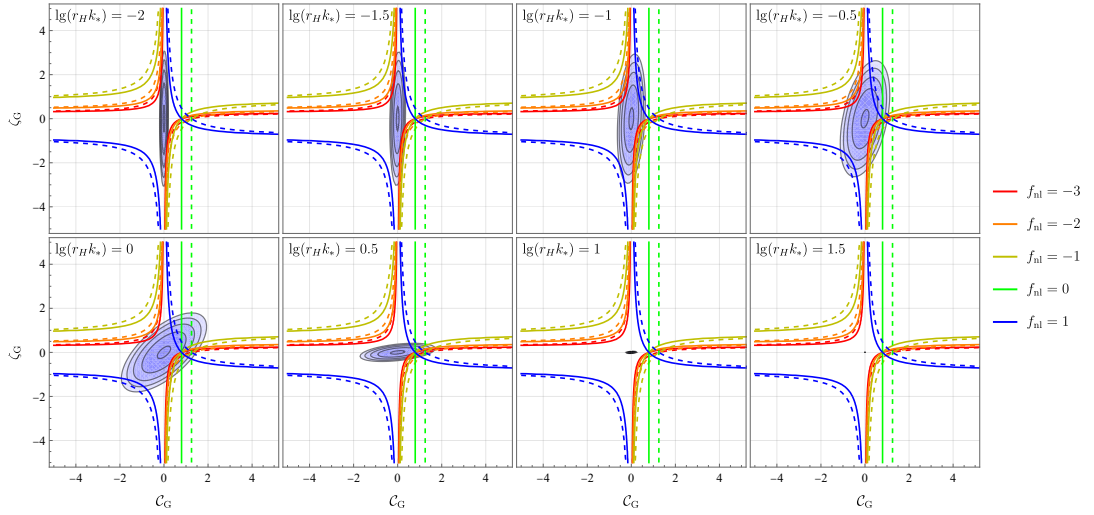 lg(r_H k_*) = −2
lg(r_H k_*) = −1.5
lg(r_H k_*) = −1
lg(r_H k_*) = −0.5
4
2
0
−2
−4
ζ_G
f_nl = −3
f_nl = −2
f_nl = −1
f_nl = 0
f_nl = 1
lg(r_H k_*) = 0
lg(r_H k_*) = 0.5
lg(r_H k_*) = 1
lg(r_H k_*) = 1.5
4
2
0
−2
−4
ζ_G
−4 −2 0 2 4 −4 −2 0 2 4 −4 −2 0 2 4 −4 −2 0 2 4
𝒞_G 𝒞_G 𝒞_G 𝒞_G